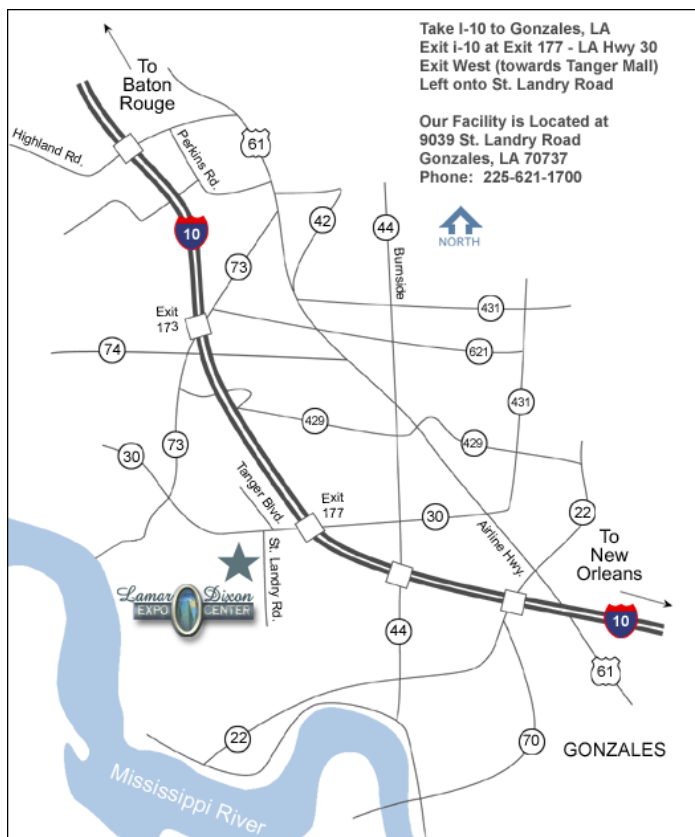 Take I-10 to Gonzales, LA
Exit i-10 at Exit 177 - LA Hwy 30
Exit West (towards Tanger Mall)
Left onto St. Landry Road
Our Facility is Located at
9039 St. Landry Road
Gonzales, LA 70737
Phone: 225-621-1700
To
Baton
Rouge
Highland Rd.
Perkins Rd.
61
42
44
NORTH
10
73
Burnside
Exit
173
431
74
621
431
429
73
30
429
Tanger Blvd.
Exit
177
30
22
Airline Hwy.
To
New
Orleans
St. Landry Rd.
Lamar Dixon
EXPO CENTER
10
44
61
22
70
GONZALES
Mississippi River